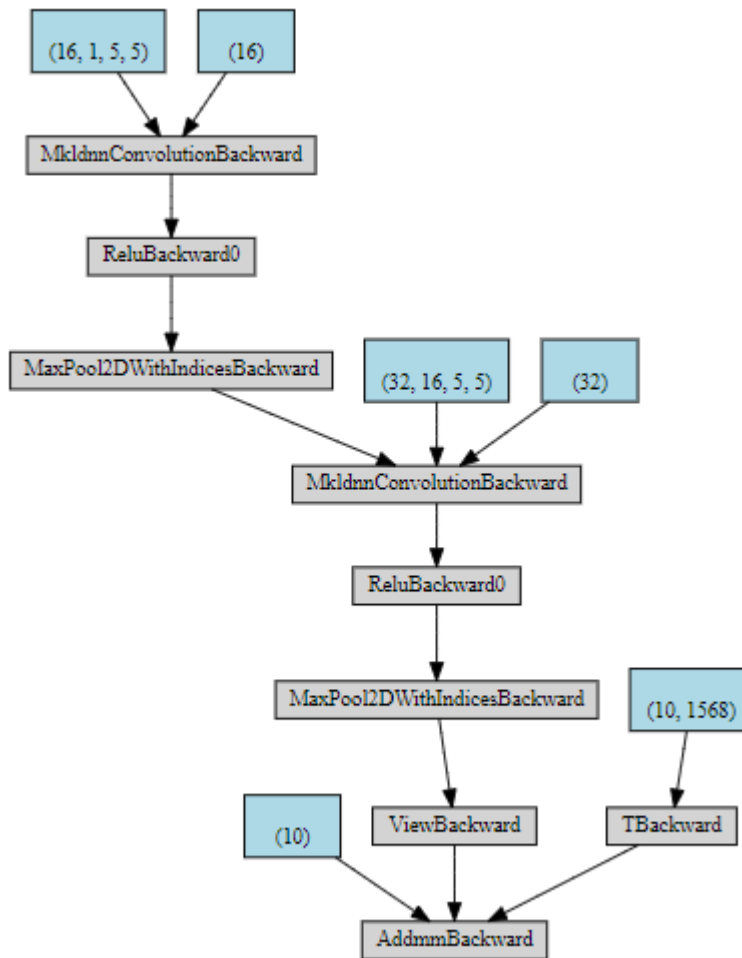 (16, 1, 5, 5)
(16)
MkldnnConvolutionBackward
ReluBackward0
MaxPool2DWithIndicesBackward
(32, 16, 5, 5)
(32)
MkldnnConvolutionBackward
ReluBackward0
MaxPool2DWithIndicesBackward
(10, 1568)
(10)
ViewBackward
TBackward
AddmmBackward